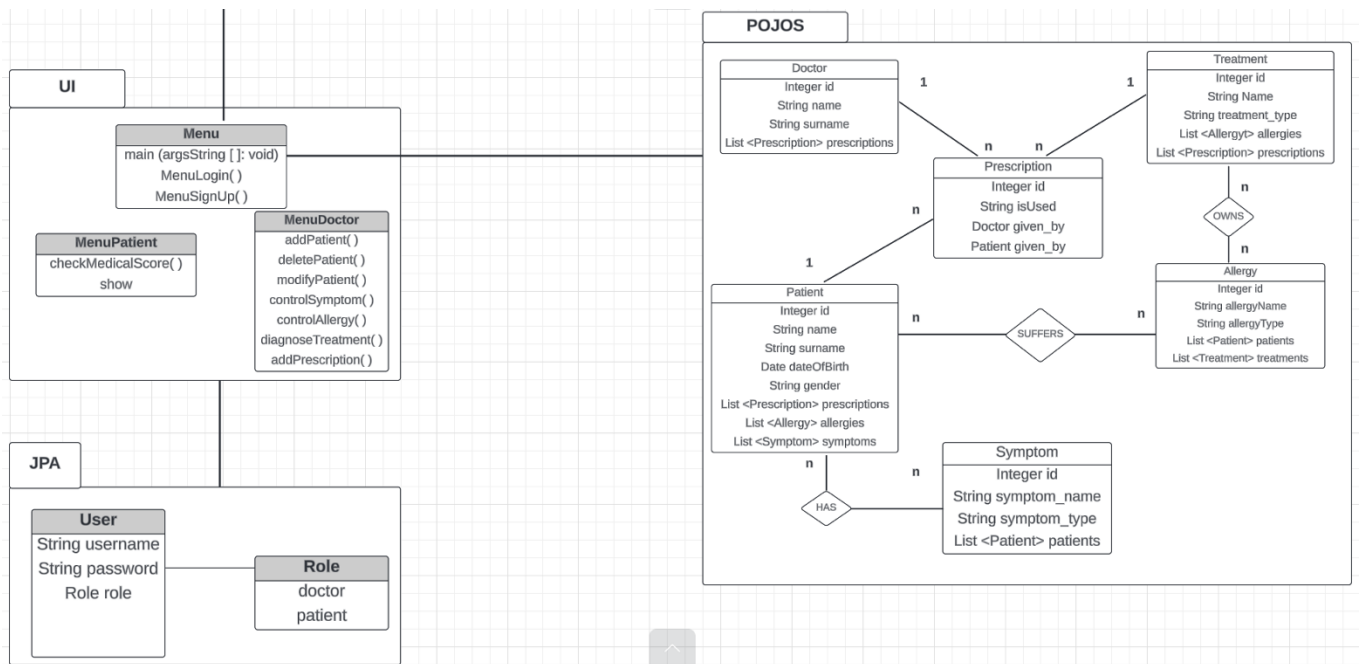 UI
Menu
main (argsString [ ]: void)
MenuLogin( )
MenuSignUp( )
MenuPatient
checkMedicalScore( )
show
MenuDoctor
addPatient( )
deletePatient( )
modifyPatient( )
controlSymptom( )
controlAllergy( )
diagnoseTreatment( )
addPrescription( )
JPA
User
String username
String password
Role role
Role
doctor
patient
POJOS
Doctor
Integer id
String name
String surname
List <Prescription> prescriptions
1
n
Treatment
Integer id
String Name
String treatment_type
List <Allergyt> allergies
List <Prescription> prescriptions
1
n
Prescription
Integer id
String isUsed
Doctor given_by
Patient given_by
n
1
n
OWNS
n
Patient
Integer id
String name
String surname
Date dateOfBirth
String gender
List <Prescription> prescriptions
List <Allergy> allergies
List <Symptom> symptoms
n
SUFFERS
n
Allergy
Integer id
String allergyName
String allergyType
List <Patient> patients
List <Treatment> treatments
n
HAS
n
Symptom
Integer id
String symptom_name
String symptom_type
List <Patient> patients